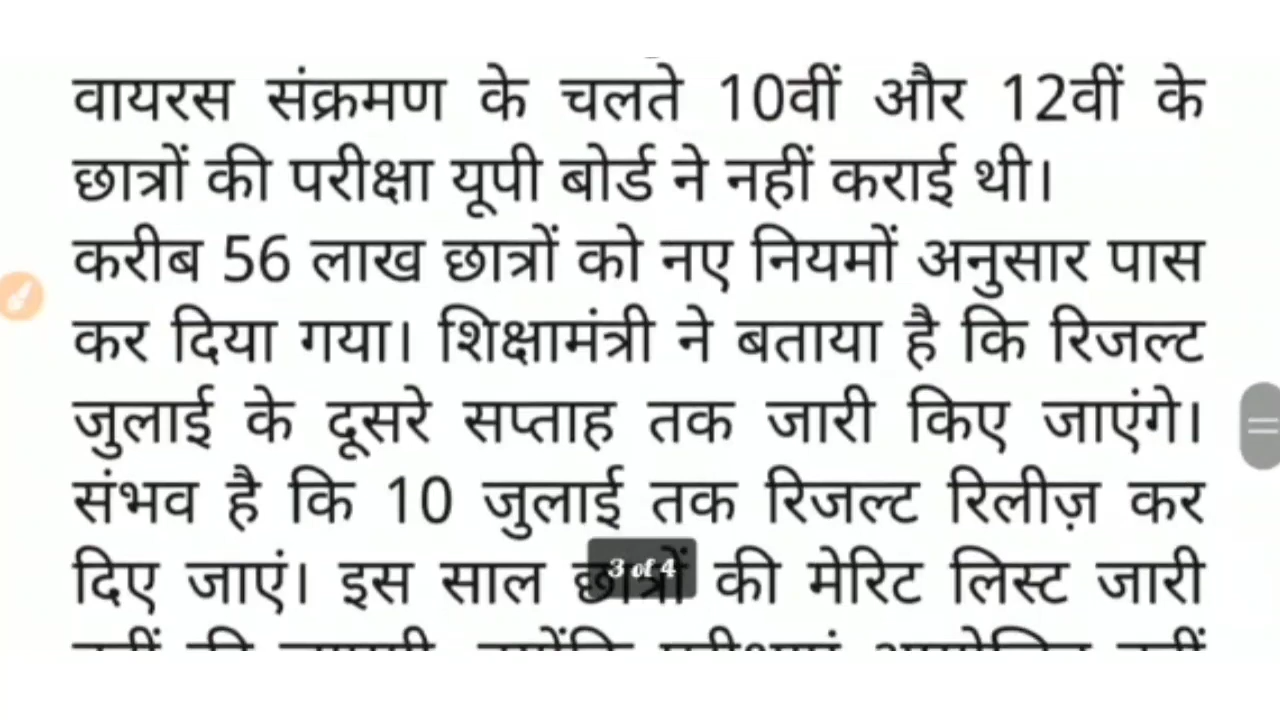 वायरस संक्रमण के चलते 10वीं और 12वीं के
छात्रों की परीक्षा यूपी बोर्ड ने नहीं कराई थी।
करीब 56 लाख छात्रों को नए नियमों अनुसार पास
कर दिया गया। शिक्षामंत्री ने बताया है कि रिजल्ट
जुलाई के दूसरे सप्ताह तक जारी किए जाएंगे।
संभव है कि 10 जुलाई तक रिजल्ट रिलीज़ कर
दिए जाएं। इस साल छात्रों की मेरिट लिस्ट जारी
3 of 4